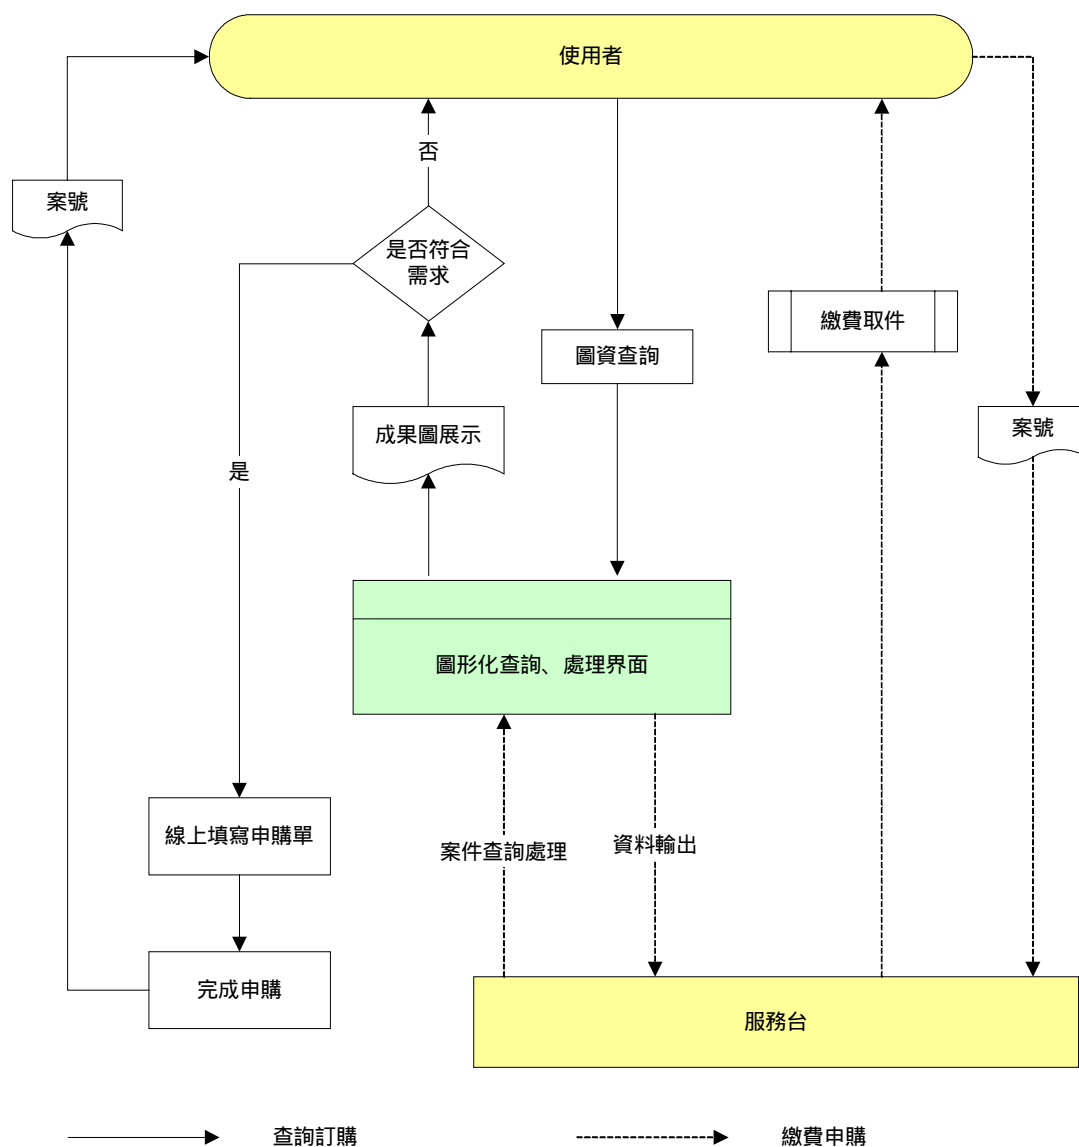 使用者
否
案號
是否符合
需求
繳費取件
圖資查詢
成果圖展示
案號
是
圖形化查詢、處理界面
線上填寫申購單
案件查詢處理
資料輸出
完成申購
服務台
查詢訂購
繳費申購